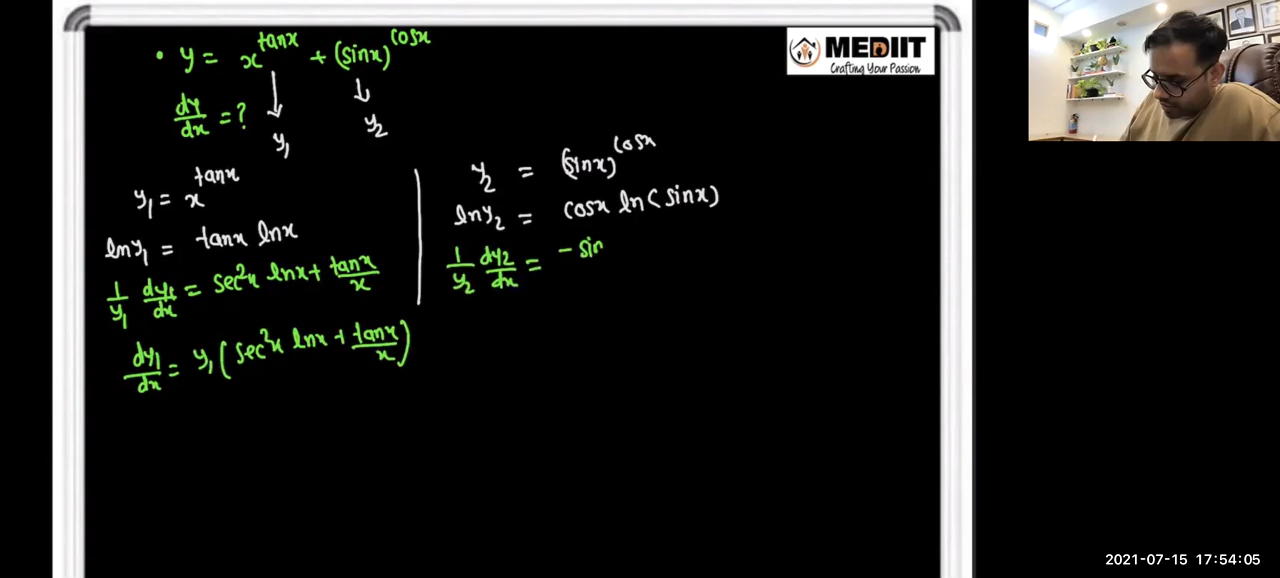 • y = x^tanx + (sinx)^cosx
dy/dx = ?
y₁
y₂
y₁ = x^tanx
lny₁ = tanx lnx
1/y₁ dy₁/dx = sec²x lnx + tanx/x
dy₁/dx = y₁(sec²x lnx + tanx/x)
y₂ = (sinx)^cosx
lny₂ = cosx ln(sinx)
1/y₂ dy₂/dx = -sin
MEDIIT
Crafting Your Passion
2021-07-15 17:54:05